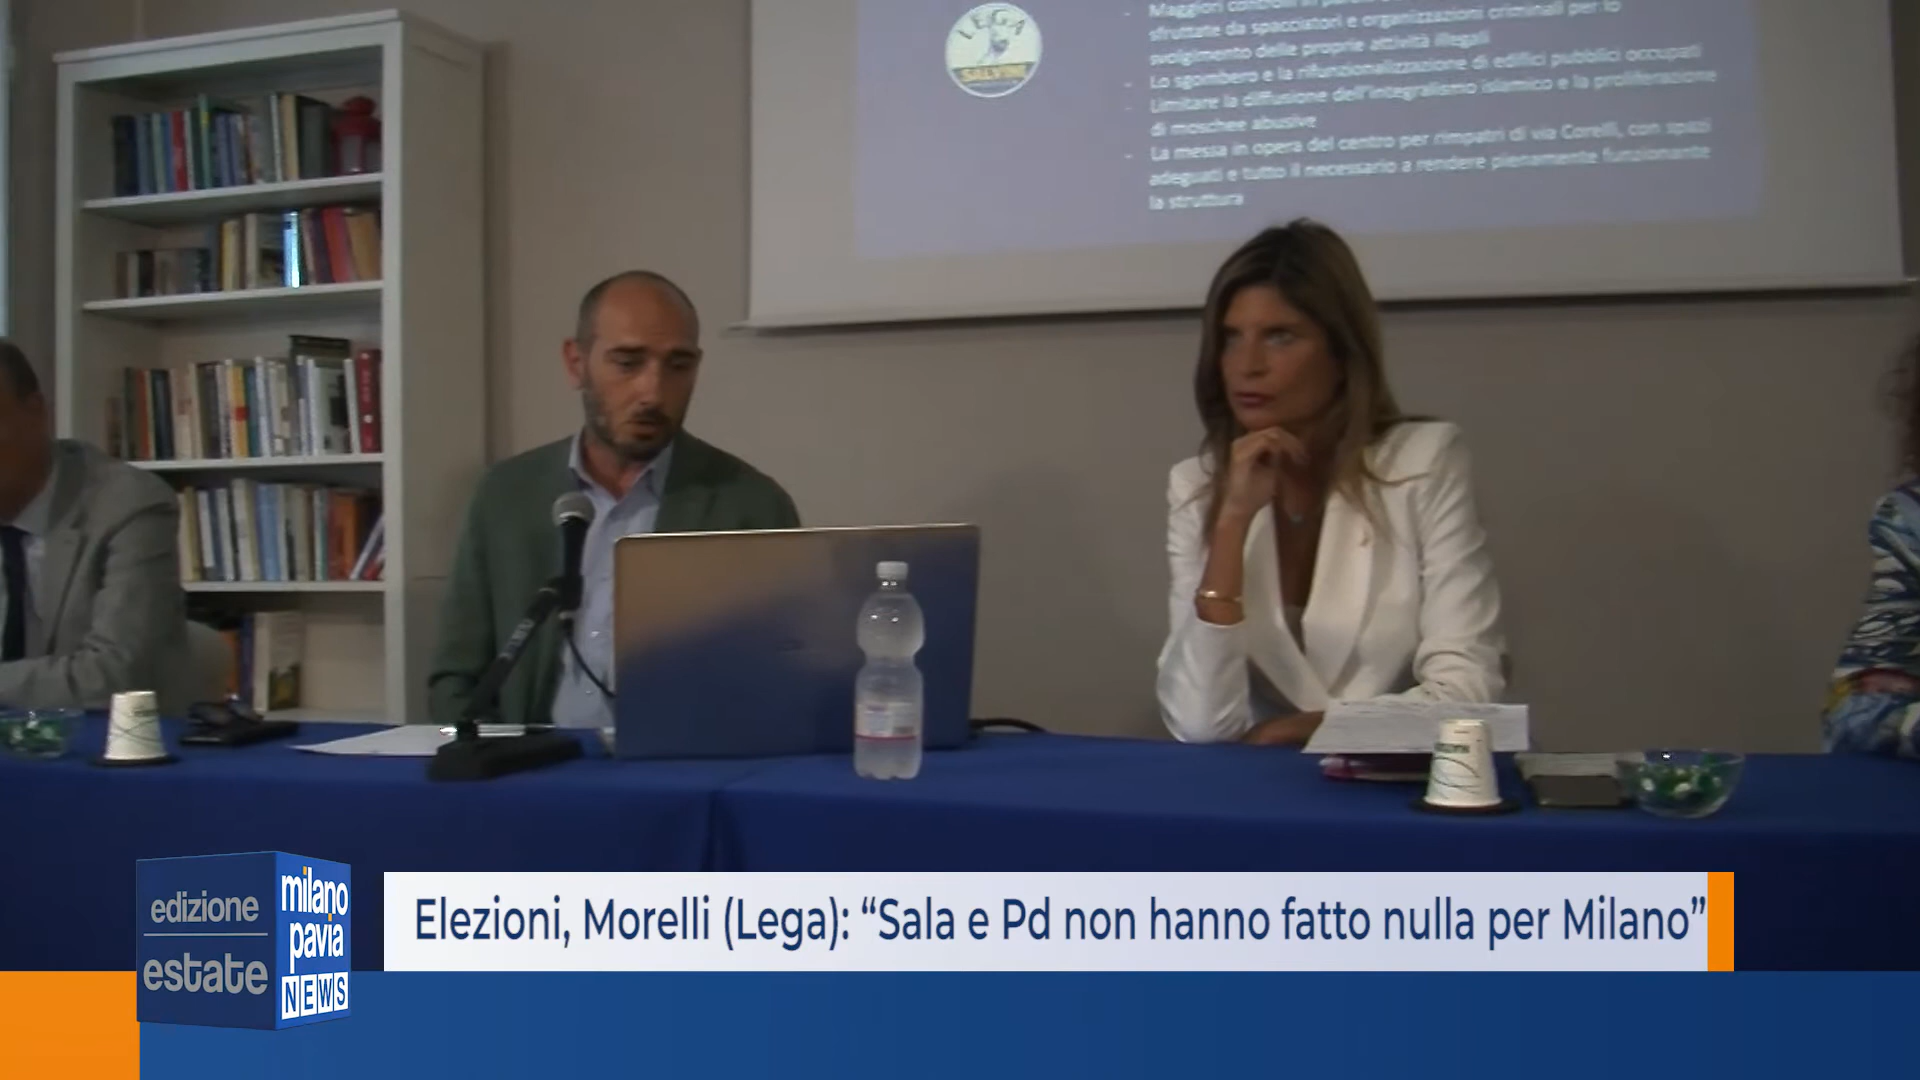 LEGA
SALVINI
- Maggiori controlli in
sfruttate da spacciatori e organizzazioni criminali per lo
svolgimento delle proprie attività illegali
- Lo sgombero e la rifunzionalizzazione di edifici pubblici occupati
- Limitare la diffusione dell'integralismo islamico e la proliferazione
di moschee abusive
- La messa in opera del centro per rimpatri di via Corelli, con spazi
adeguati e tutto il necessario a rendere pienamente funzionante
la struttura
edizione
estate
milano
pavia
NEWS
Elezioni, Morelli (Lega): “Sala e Pd non hanno fatto nulla per Milano”